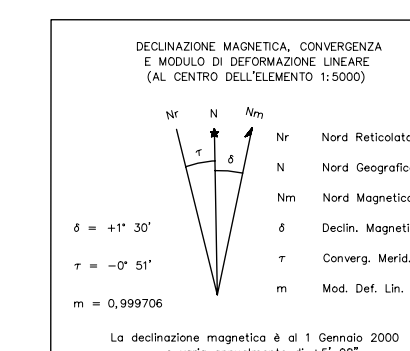 DECLINAZIONE MAGNETICA, CONVERGENZA
E MODULO DI DEFORMAZIONE LINEARE
(AL CENTRO DELL'ELEMENTO 1:5000)
Nr N Nm
τ δ
Nr Nord Reticolato
N Nord Geografico
Nm Nord Magnetico
δ = +1° 30' δ Declin. Magneti
τ = −0° 51' τ Converg. Merid.
m = 0,999706 m Mod. Def. Lin.
La declinazione magnetica è al 1 Gennaio 2000
annualmente di